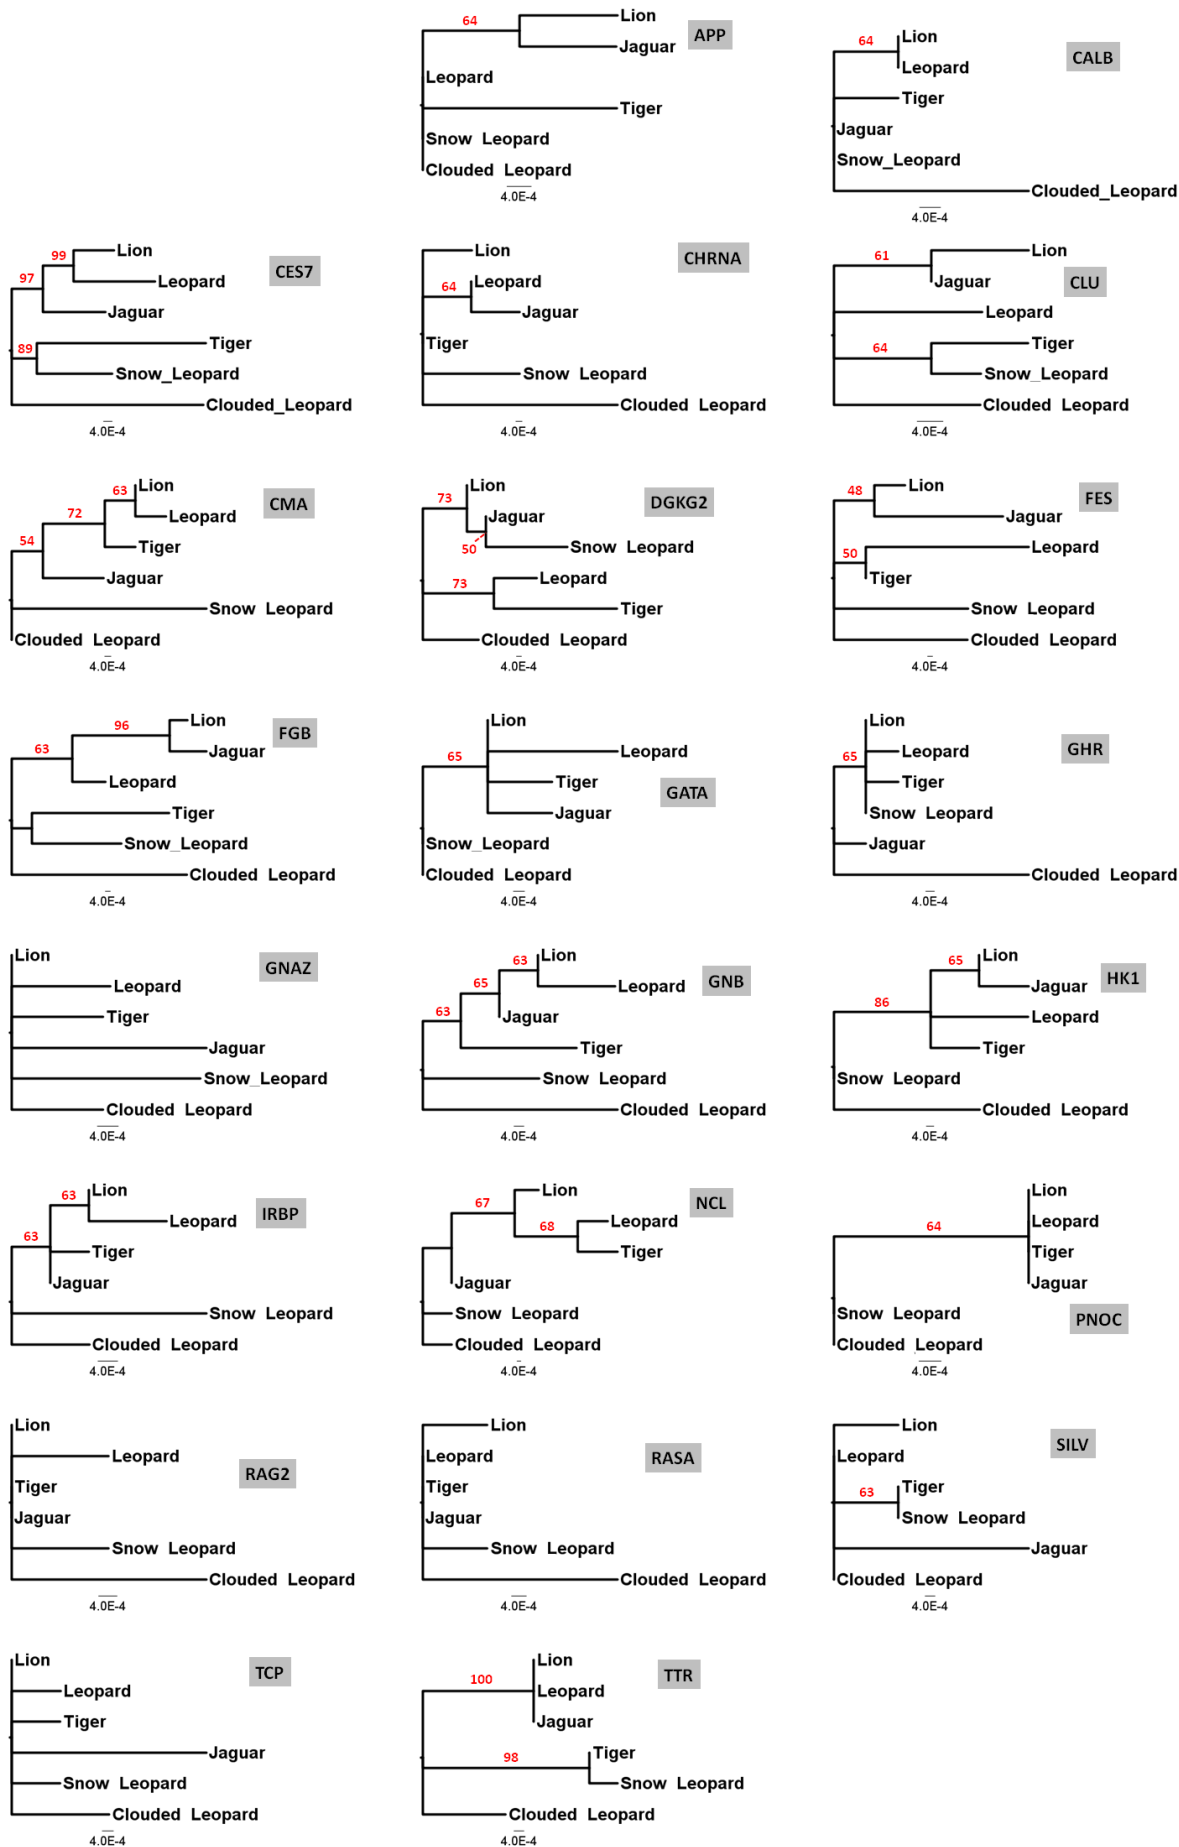 64
Lion
APP
Jaguar
Leopard
Tiger
Snow Leopard
Clouded Leopard
4.0E-4
64
Lion
CALB
Leopard
Tiger
Jaguar
Snow_Leopard
Clouded_Leopard
4.0E-4
99
Lion
97
CES7
Leopard
Jaguar
89
Tiger
Snow_Leopard
Clouded_Leopard
4.0E-4
Lion
CHRNA
64
Leopard
Jaguar
Tiger
Snow Leopard
Clouded Leopard
4.0E-4
61
Lion
Jaguar
CLU
Leopard
64
Tiger
Snow_Leopard
Clouded Leopard
4.0E-4
63
Lion
CMA
72
Leopard
54
Tiger
Jaguar
Snow Leopard
Clouded Leopard
4.0E-4
73
Lion
DGKG2
Jaguar
50
Snow Leopard
73
Leopard
Tiger
Clouded Leopard
4.0E-4
48
Lion
FES
Jaguar
50
Leopard
Tiger
Snow Leopard
Clouded Leopard
4.0E-4
96
Lion
FGB
63
Jaguar
Leopard
Tiger
Snow_Leopard
Clouded Leopard
4.0E-4
Lion
65
Leopard
Tiger
GATA
Jaguar
Snow_Leopard
Clouded Leopard
4.0E-4
Lion
GHR
65
Leopard
Tiger
Snow Leopard
Jaguar
Clouded Leopard
4.0E-4
Lion
GNAZ
Leopard
Tiger
Jaguar
Snow_Leopard
Clouded Leopard
4.0E-4
63
Lion
GNB
65
Leopard
63
Jaguar
Tiger
Snow Leopard
Clouded Leopard
4.0E-4
65
Lion
HK1
86
Jaguar
Leopard
Tiger
Snow Leopard
Clouded Leopard
4.0E-4
63
Lion
IRBP
63
Leopard
Tiger
Jaguar
Snow Leopard
Clouded Leopard
4.0E-4
67
Lion
NCL
68
Leopard
Tiger
Jaguar
Snow Leopard
Clouded Leopard
4.0E-4
64
Lion
Leopard
Tiger
Jaguar
Snow Leopard
PNOC
Clouded Leopard
4.0E-4
Lion
Leopard
RAG2
Tiger
Jaguar
Snow Leopard
Clouded Leopard
4.0E-4
Lion
Leopard
RASA
Tiger
Jaguar
Snow Leopard
Clouded Leopard
4.0E-4
Lion
SILV
Leopard
63
Tiger
Snow Leopard
Jaguar
Clouded Leopard
4.0E-4
Lion
TCP
Leopard
Tiger
Jaguar
Snow Leopard
Clouded Leopard
4.0E-4
100
Lion
TTR
Leopard
Jaguar
98
Tiger
Snow Leopard
Clouded Leopard
4.0E-4